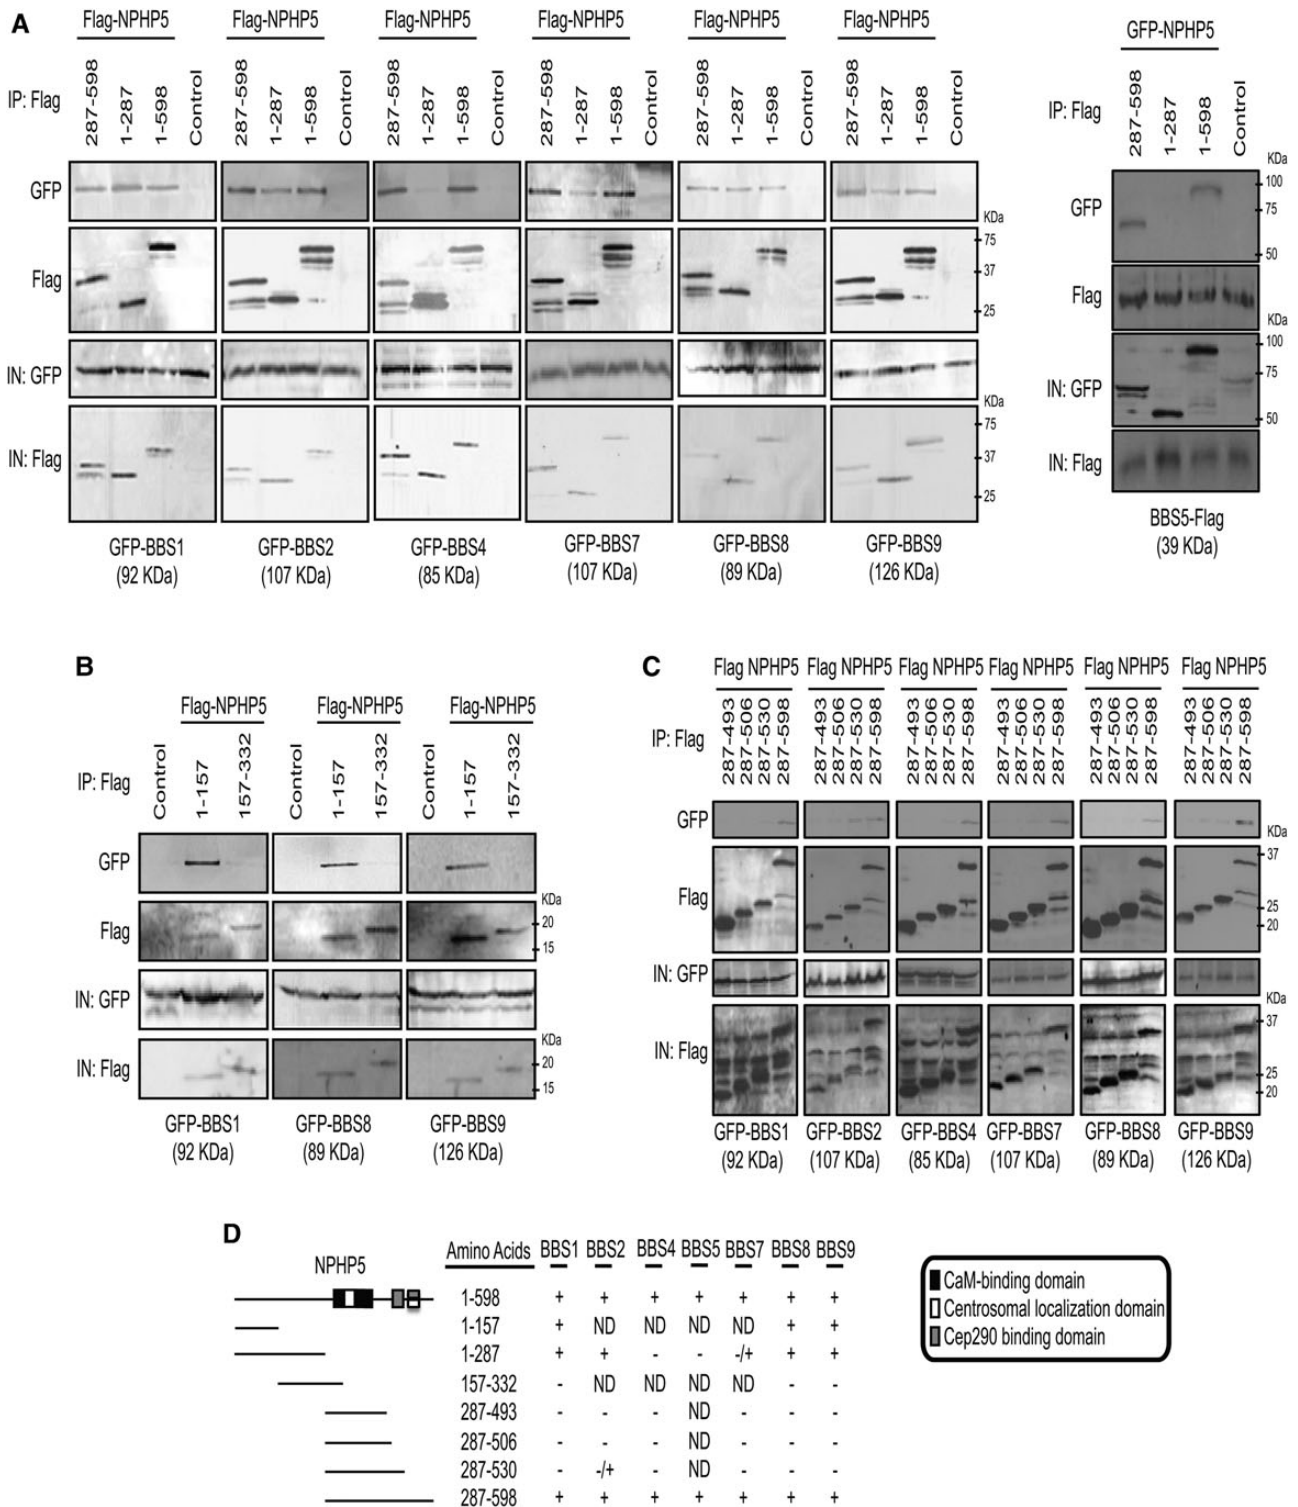 A
Flag-NPHP5 Flag-NPHP5 Flag-NPHP5 Flag-NPHP5 Flag-NPHP5 Flag-NPHP5
IP: Flag
287-598 1-287 1-598 Control 287-598 1-287 1-598 Control 287-598 1-287 1-598 Control 287-598 1-287 1-598 Control 287-598 1-287 1-598 Control 287-598 1-287 1-598 Control
GFP
KDa
Flag
75
37
25
IN: GFP
KDa
IN: Flag
75
37
25
GFP-BBS1 GFP-BBS2 GFP-BBS4 GFP-BBS7 GFP-BBS8 GFP-BBS9
(92 KDa) (107 KDa) (85 KDa) (107 KDa) (89 KDa) (126 KDa)
GFP-NPHP5
IP: Flag
287-598 1-287 1-598 Control
KDa
100
GFP
75
50
Flag
KDa
100
75
IN: GFP
50
IN: Flag
BBS5-Flag
(39 KDa)
B
Flag-NPHP5 Flag-NPHP5 Flag-NPHP5
IP: Flag
Control 1-157 157-332 Control 1-157 157-332 Control 1-157 157-332
GFP
KDa
Flag
20
15
IN: GFP
KDa
IN: Flag
20
15
GFP-BBS1 GFP-BBS8 GFP-BBS9
(92 KDa) (89 KDa) (126 KDa)
C
Flag NPHP5 Flag NPHP5 Flag NPHP5 Flag NPHP5 Flag NPHP5 Flag NPHP5
IP: Flag
287-493 287-506 287-530 287-598 287-493 287-506 287-530 287-598 287-493 287-506 287-530 287-598 287-493 287-506 287-530 287-598 287-493 287-506 287-530 287-598 287-493 287-506 287-530 287-598
GFP
KDa
37
Flag
25
20
IN: GFP
KDa
37
IN: Flag
25
20
GFP-BBS1 GFP-BBS2 GFP-BBS4 GFP-BBS7 GFP-BBS8 GFP-BBS9
(92 KDa) (107 KDa) (85 KDa) (107 KDa) (89 KDa) (126 KDa)
D
NPHP5
Amino Acids BBS1 BBS2 BBS4 BBS5 BBS7 BBS8 BBS9
1-598 + + + + + + +
1-157 + ND ND ND ND + +
1-287 + + - - -/+ + +
157-332 - ND ND ND ND - -
287-493 - - - ND - - -
287-506 - - - ND - - -
287-530 - -/+ - ND - - -
287-598 + + + + + + +
CaM-binding domain
Centrosomal localization domain
Cep290 binding domain